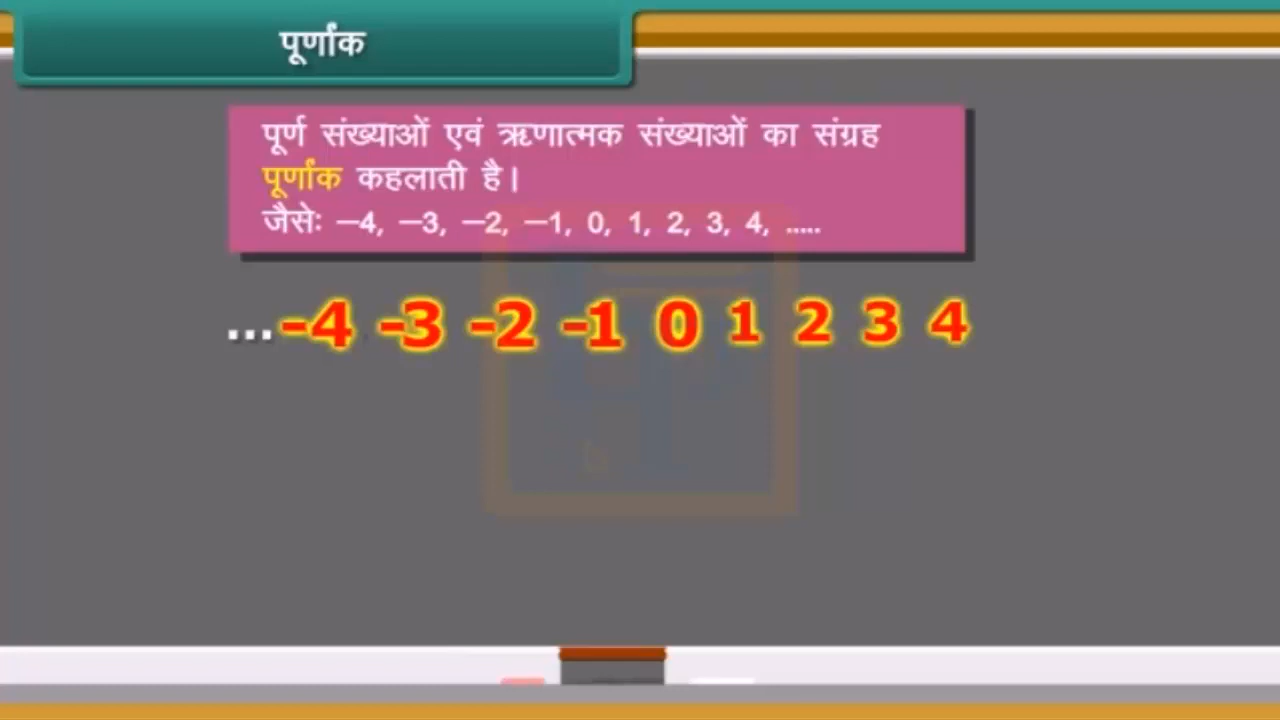 पूर्णांक
पूर्ण संख्याओं एवं ऋणात्मक संख्याओं का संग्रह
पूर्णांक कहलाती है।
जैसेः −4, −3, −2, −1, 0, 1, 2, 3, 4, .....
...-4 -3 -2 -1 0 1 2 3 4